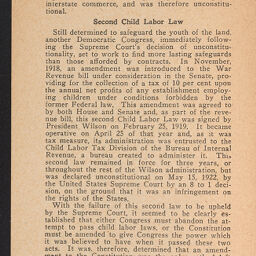 interstate commerce, and was therefore unconstitu-
tional.
Second Child Labor Law
Still determined to safeguard the youth of the land,
another Democratic Congress, immediately follow-
ing the Supreme Court's decision of unconstitu-
tionality, set to work to find more lasting safeguards
than those afforded by contracts. In November,
1918, an amendment was introduced to the War
Revenue bill under consideration in the Senate, pro-
viding for the collection of a tax of 10 per cent upon
the annual net profits of any establishment employ-
ing children under conditions forbidden by the
former Federal law. This amendment was agreed to
by both House and Senate and, as part of the reve-
nue bill, this second Child Labor Law was signed by
President Wilson on February 25, 1919. It became
operative on April 25 of that year and, as it was
tax measure, its administration was entrusted to the
Child Labor Tax Division of the Bureau of Internal
Revenue, a bureau created to administer it. This
second law remained in force for three years, or
throughout the rest of the Wilson administration, but
was declared unconstitutional on May 15, 1922, by
the United States Supreme Court by an 8 to 1 deci-
sion, on the ground that it was an infringement on
the rights of the States.
With the failure of this second law to be upheld
by the Supreme Court, it seemed to be clearly es-
tablished that either Congress must abandon the at-
tempt to pass child labor laws, or the Constitution
must be amended to give Congress the power which
it was believed to have when it passed these two
acts. It was, therefore, determined that an amend-